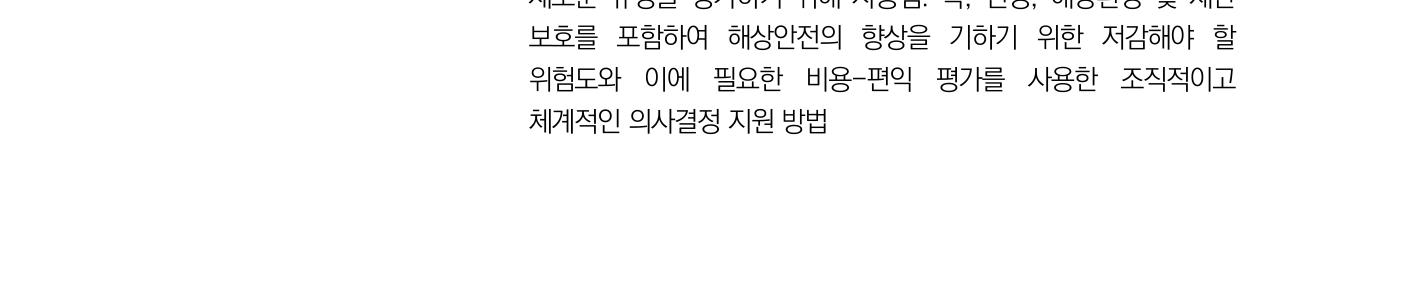 보호를 포함하여 해상안전의 향상을 기하기 위한 저감해야 할
위험도와 이에 필요한 비용-편익 평가를 사용한 조직적이고
체계적인 의사결정 지원 방법